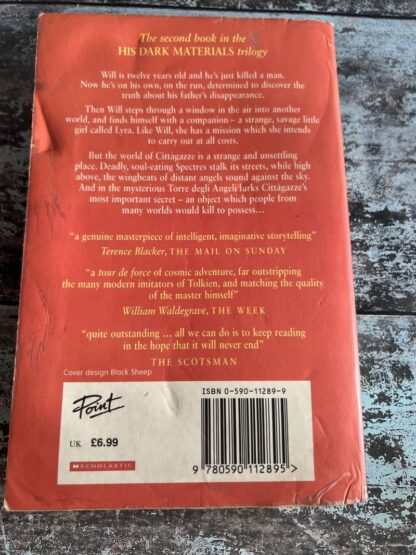 The second book in the
HIS DARK MATERIALS trilogy
Will is twelve years old and he's just killed a man.
Now he's on his own, on the run, determined to discover the
truth about his father's disappearance.
Then Will steps through a window in the air into another
world, and finds himself with a companion – a strange, savage little
girl called Lyra. Like Will, she has a mission which she intends
to carry out at all costs.
But the world of Cittàgazze is a strange and unsettling
place. Deadly, soul-eating Spectres stalk its streets, while high
above, the wingbeats of distant angels sound against the sky.
And in the mysterious Torre degli Angeli lurks Cittàgazze's
most important secret – an object which people from
many worlds would kill to possess…
"a genuine masterpiece of intelligent, imaginative storytelling"
Terence Blacker, THE MAIL ON SUNDAY
"a tour de force of cosmic adventure, far outstripping
the many modern imitators of Tolkien, and matching the quality
of the master himself"
William Waldegrave, THE WEEK
"quite outstanding ... all we can do is to keep reading
in the hope that it will never end"
THE SCOTSMAN
Cover design Black Sheep
Point
UK £6.99
SCHOLASTIC
ISBN 0-590-11289-9
9 780590 112895 >